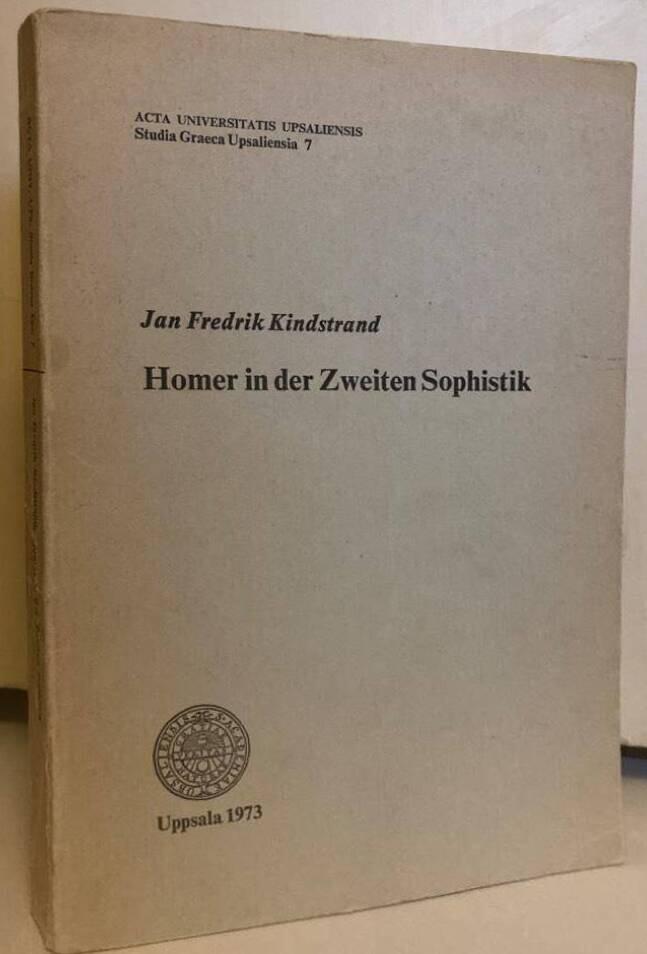 ACTA UNIVERSITATIS UPSALIENSIS
Studia Graeca Upsaliensia 7
Jan Fredrik Kindstrand
Homer in der Zweiten Sophistik
Uppsala 1973